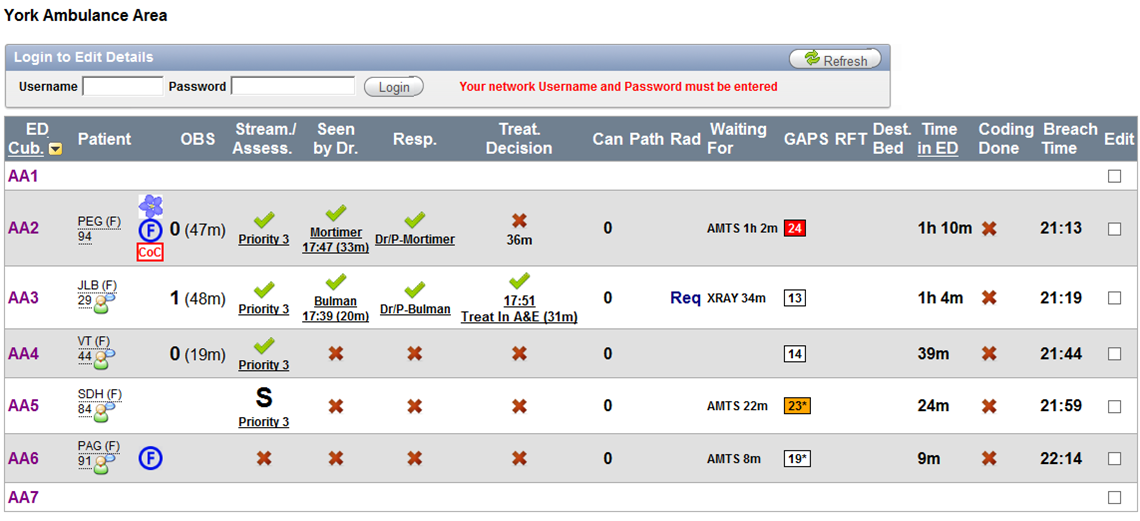 York Ambulance Area
Login to Edit Details
Refresh
Username Password Login Your network Username and Password must be entered
ED Cub. Patient OBS Stream./ Assess. Seen by Dr. Resp. Treat. Decision Can Path Rad Waiting For GAPS RFT Dest. Bed Time in ED Coding Done Breach Time Edit
AA1
AA2 PEG (F) 94 F CoC 0 (47m) Priority 3 Mortimer 17:47 (33m) Dr/P-Mortimer 36m 0 AMTS 1h 2m 24 1h 10m 21:13
AA3 JLB (F) 29 1 (48m) Priority 3 Bulman 17:39 (20m) Dr/P-Bulman 17:51 Treat In A&E (31m) 0 Req XRAY 34m 13 1h 4m 21:19
AA4 VT (F) 44 0 (19m) Priority 3 0 14 39m 21:44
AA5 SDH (F) 84 S Priority 3 0 AMTS 22m 23* 24m 21:59
AA6 PAG (F) 91 F 0 AMTS 8m 19* 9m 22:14
AA7